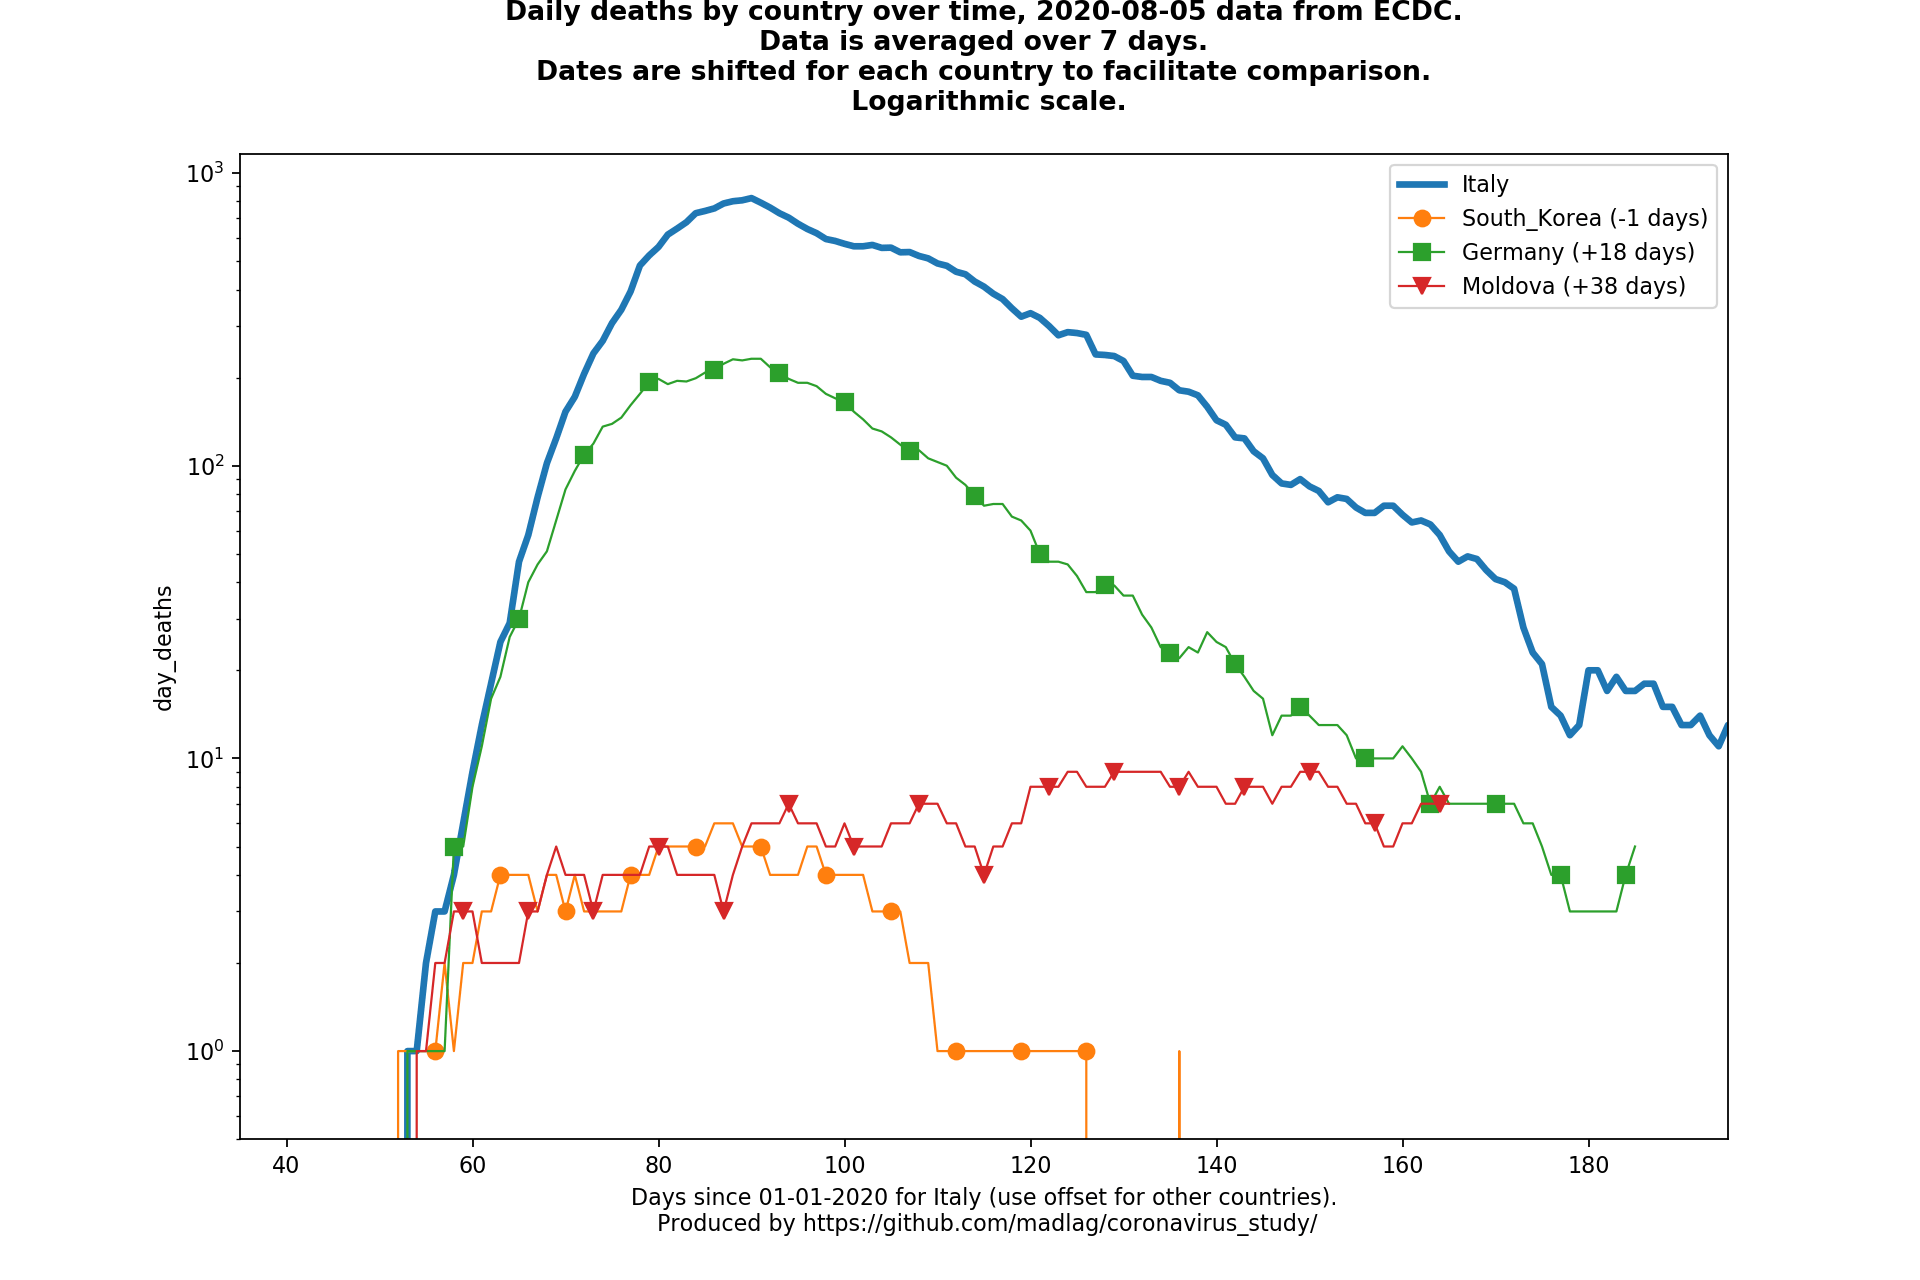 Daily deaths by country over time, 2020-08-05 data from ECDC.
Data is averaged over 7 days.
Dates are shifted for each country to facilitate comparison.
Logarithmic scale.
10³
10²
10¹
10⁰
day_deaths
Italy
South_Korea (-1 days)
Germany (+18 days)
Moldova (+38 days)
40 60 80 100 120 140 160 180
Days since 01-01-2020 for Italy (use offset for other countries).
Produced by https://github.com/madlag/coronavirus_study/